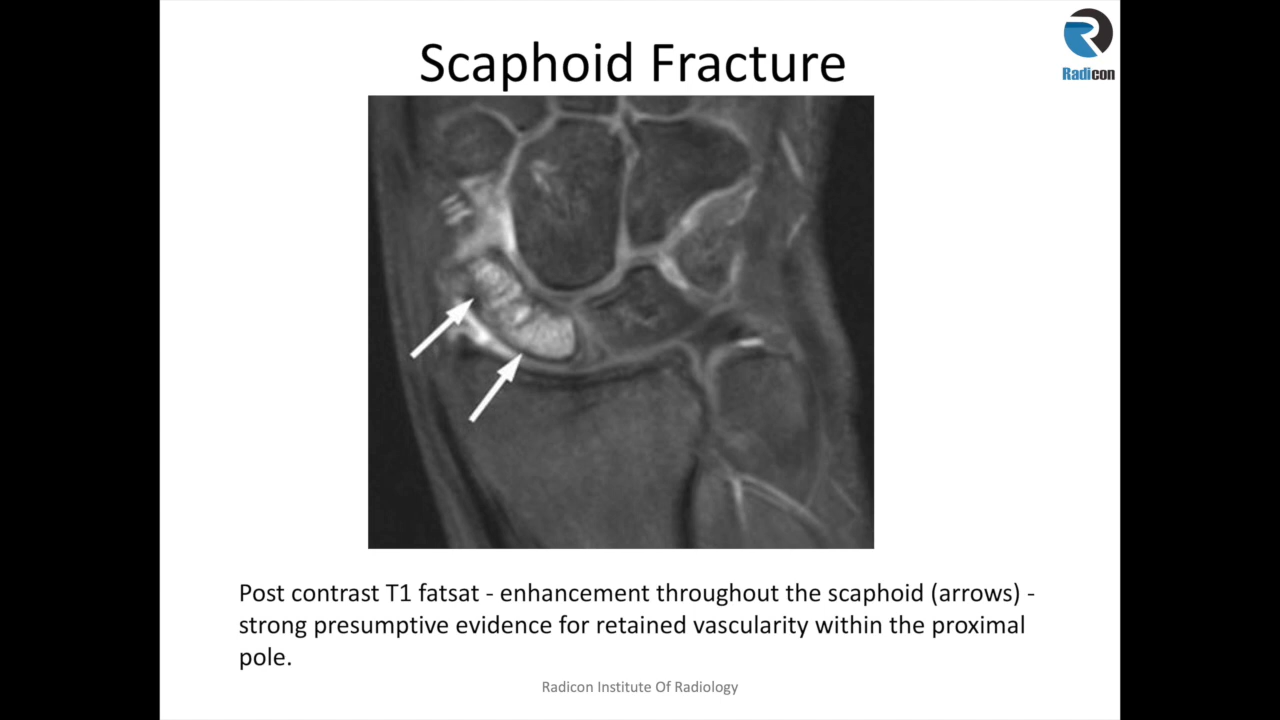 Radicon
Scaphoid Fracture
Post contrast T1 fatsat - enhancement throughout the scaphoid (arrows) -
strong presumptive evidence for retained vascularity within the proximal
pole.
Radicon Institute Of Radiology